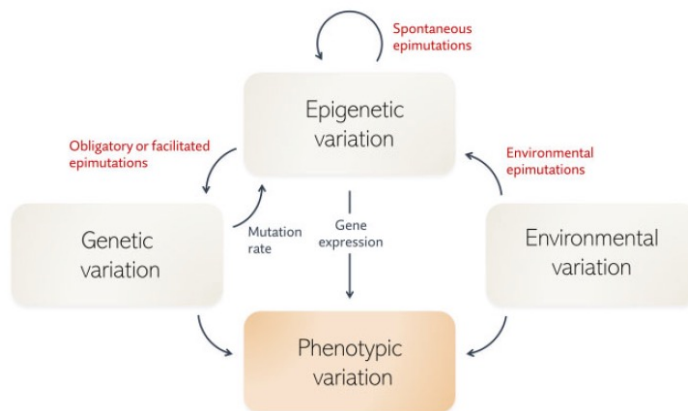 Spontaneous
epimutations
Epigenetic
variation
Obligatory or facilitated
epimutations
Environmental
epimutations
Genetic
variation
Mutation
rate
Gene
expression
Environmental
variation
Phenotypic
variation